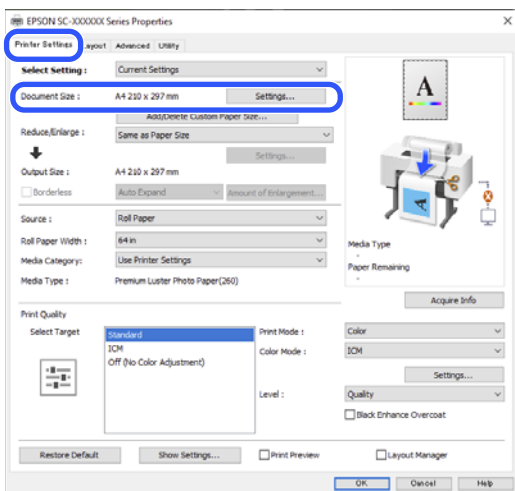 EPSON SC-XXXXXX Series Properties
Printer Settings Layout Advanced Utility
Select Setting : Current Settings
Document Size : A4 210 x 297 mm Settings...
Add/Delete Custom Paper Size...
Reduce/Enlarge : Same as Paper Size
Settings...
Output Size : A4 210 x 297 mm
Borderless Auto Expand Amount of Enlargement...
Source : Roll Paper
Roll Paper Width : 64 in
Media Category: Use Printer Settings
Media Type : Premium Luster Photo Paper(260)
A
Media Type
-
Paper Remaining
-
Acquire Info
Print Quality
Select Target
Standard
ICM
Off (No Color Adjustment)
Print Mode : Color
Color Mode : ICM
Settings...
Level : Quality
Black Enhance Overcoat
Restore Default Show Settings... Print Preview Layout Manager
OK Cancel Help